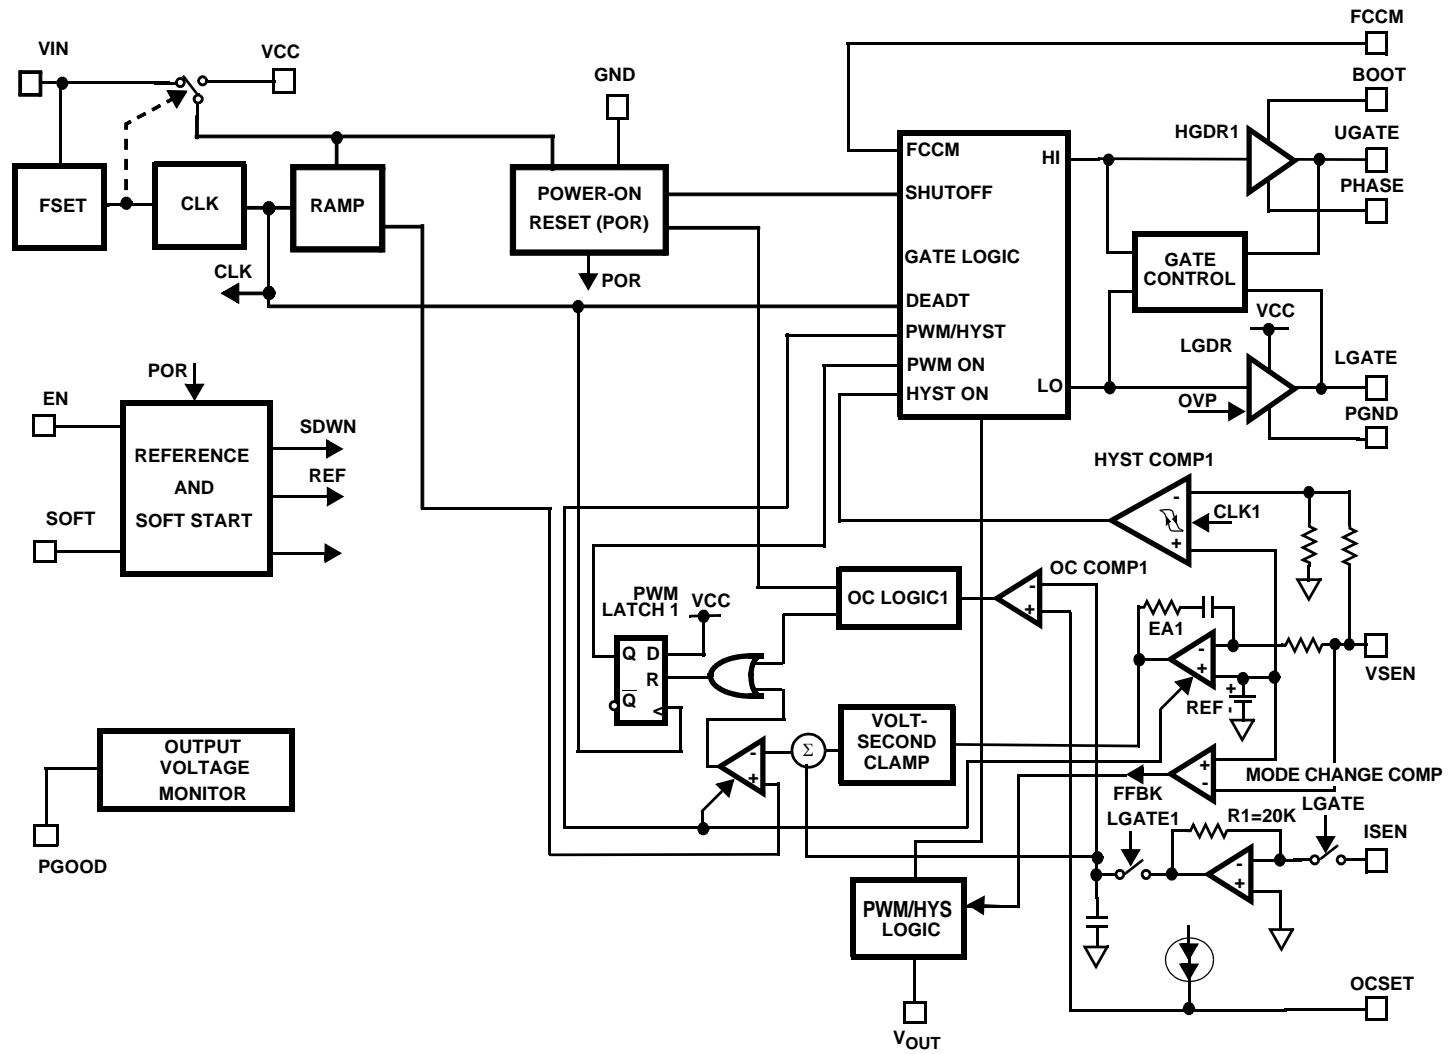 FCCM
VIN
VCC
GND
BOOT
HGDR1
UGATE
FCCM
HI
PHASE
FSET
CLK
RAMP
POWER-ON
RESET (POR)
SHUTOFF
GATE LOGIC
GATE
CONTROL
CLK
POR
DEADT
VCC
PWM/HYST
LGDR
LGATE
POR
PWM ON
LO
HYST ON
OVP
PGND
EN
SDWN
REFERENCE
AND
SOFT START
REF
SOFT
HYST COMP1
-
+
CLK1
OC COMP1
-
+
OC LOGIC1
PWM
LATCH 1
VCC
EA1
Q D
R
Q
-
+
+
REF
-
VSEN
VOLT-
SECOND
CLAMP
Σ
-
+
OUTPUT
VOLTAGE
MONITOR
+
-
MODE CHANGE COMP
FFBK
LGATE1
R1=20K
LGATE
ISEN
-
+
PGOOD
PWM/HYS
LOGIC
OCSET
VOUT